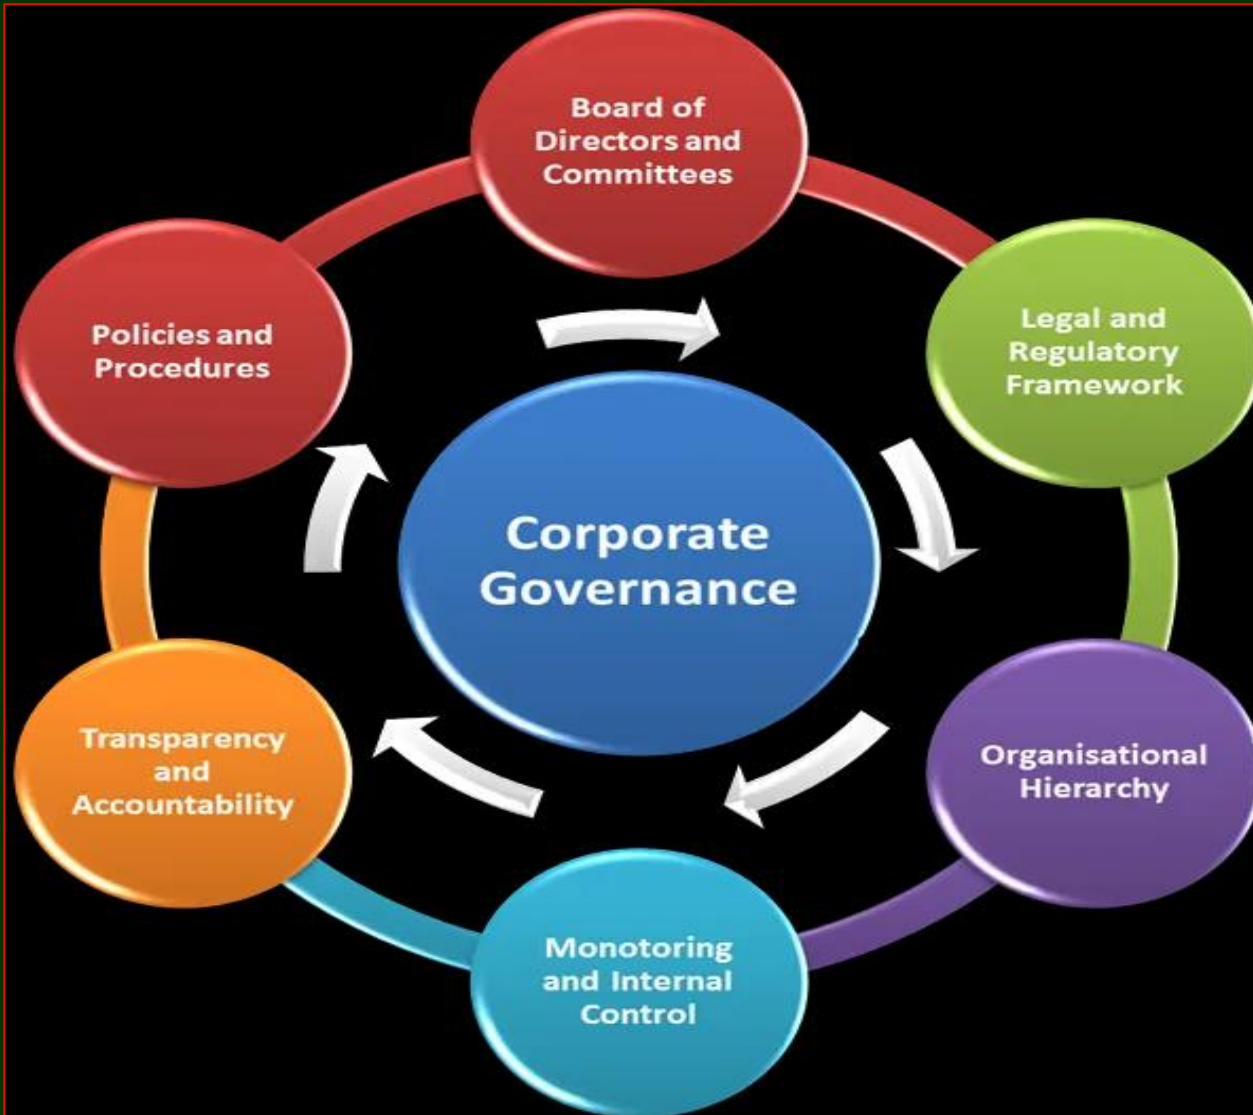 Board of
Directors and
Committees
Legal and
Regulatory
Framework
Organisational
Hierarchy
Monotoring
and Internal
Control
Transparency
and
Accountability
Policies and
Procedures
Corporate
Governance